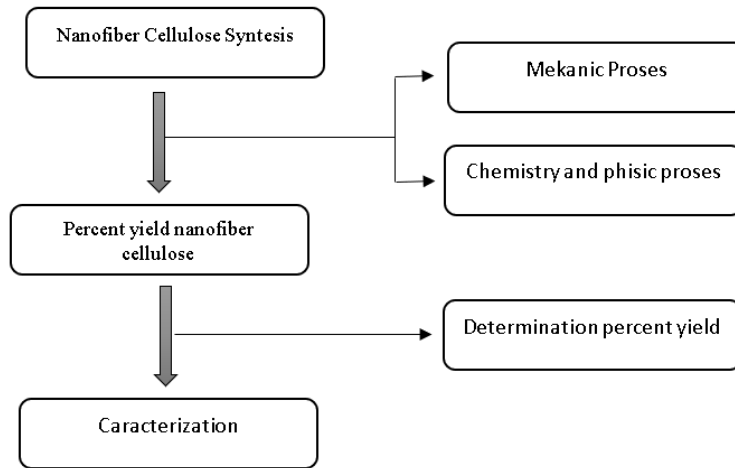 Nanofiber Cellulose Syntesis
Mekanic Proses
Chemistry and phisic proses
Percent yield nanofiber
cellulose
Determination percent yield
Caracterization